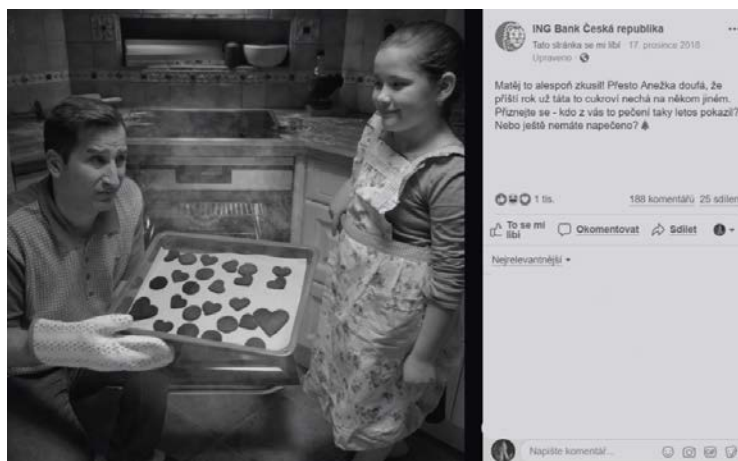 ING Bank Česká republika
Tato stránka se mi líbí · 17. prosince 2018
Upraveno ·
Matěj to alespoň zkusil! Přesto Anežka doufá, že
příští rok už táta to cukroví nechá na někom jiném.
Přiznejte se - kdo z vás to pečení taky letos pokazil?
Nebo ještě nemáte napečeno?
1 tis.
188 komentářů 25 sdílen
To se mi
líbí
Okomentovat
Sdílet
Nejrelevantnější
Napište komentář...